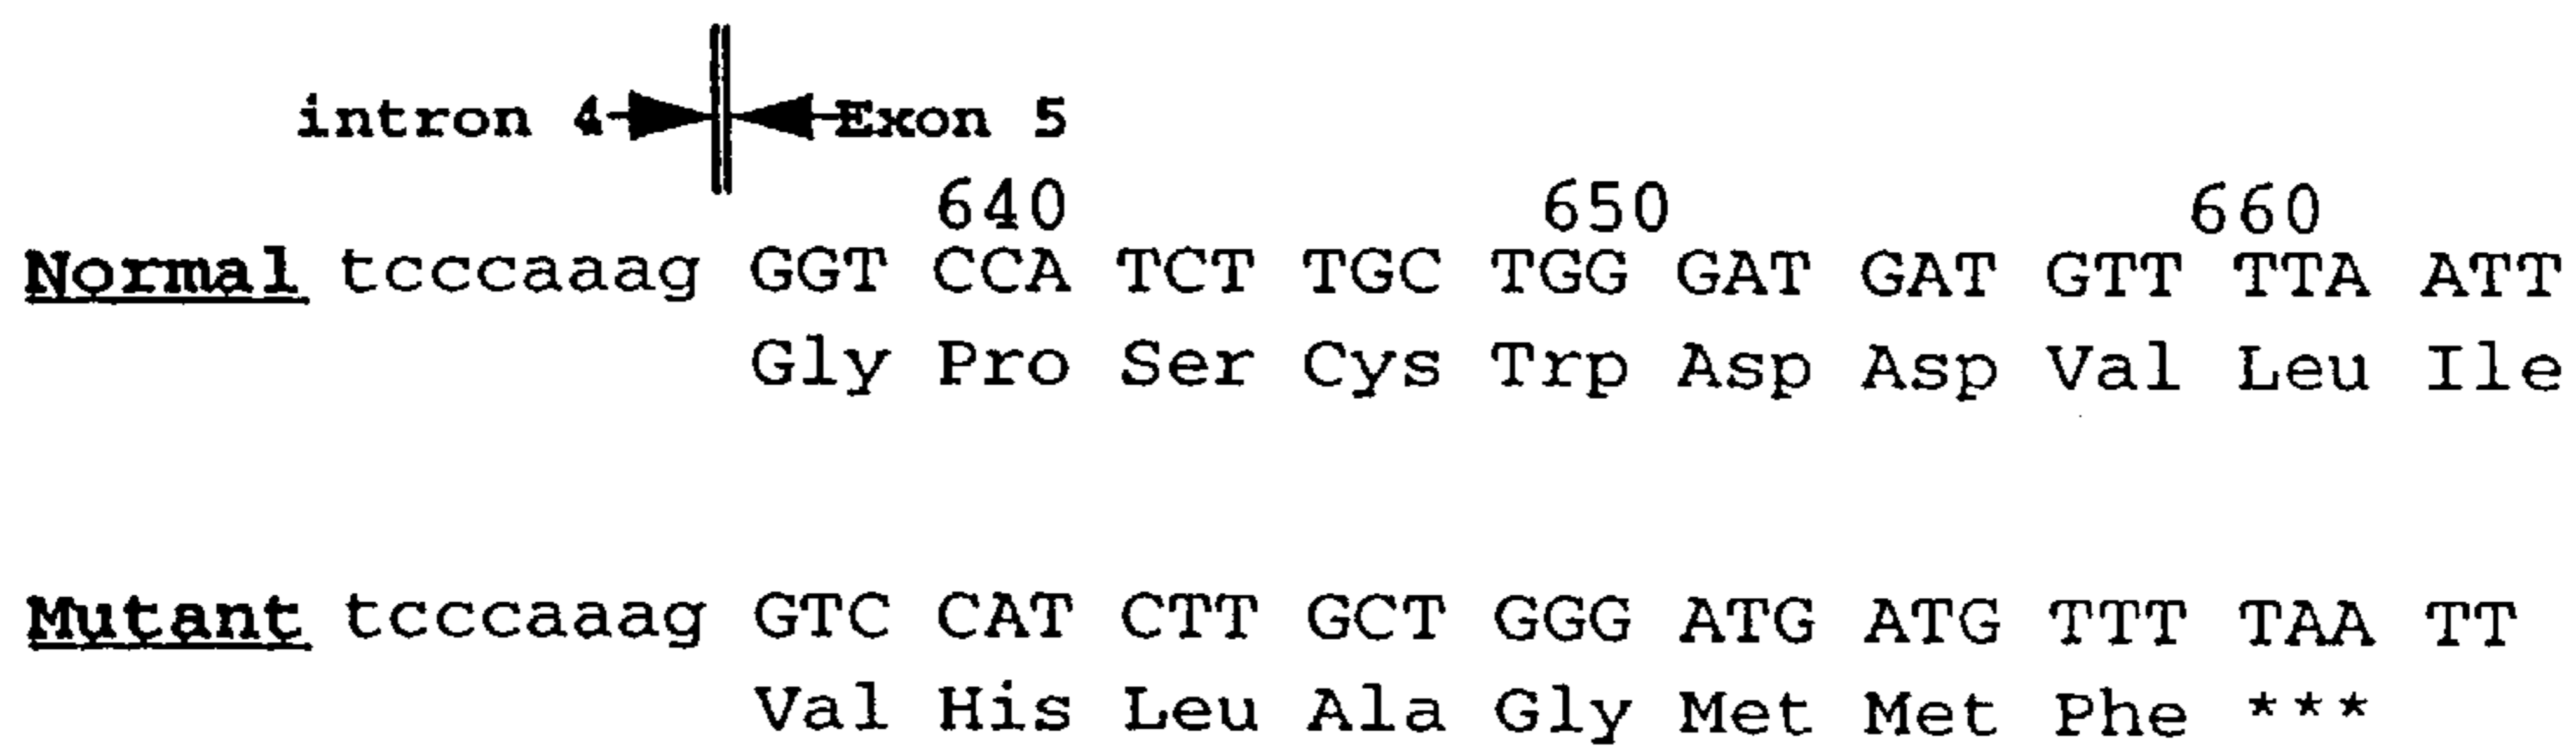 intron 4 Exon 5
640 650 660
Normal tcccaaag GGT CCA TCT TGC TGG GAT GAT GTT TTA ATT
Gly Pro Ser Cys Trp Asp Asp Val Leu Ile
Mutant tcccaaag GTC CAT CTT GCT GGG ATG ATG TTT TAA TT
Val His Leu Ala Gly Met Met Phe ***